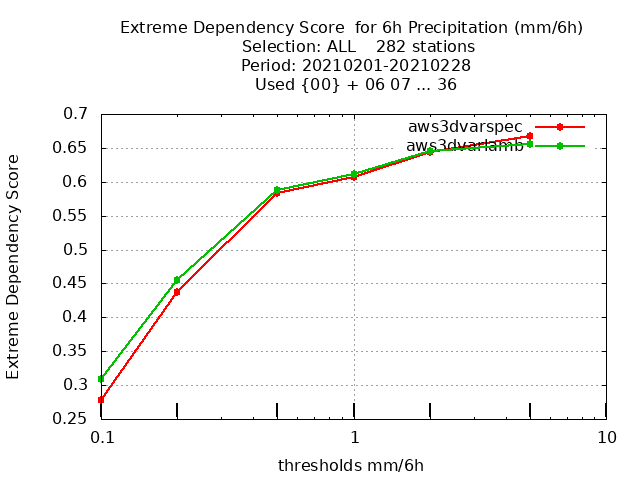 Extreme Dependency Score  for 6h Precipitation (mm/6h)
Selection: ALL    282 stations
Period: 20210201-20210228
Used {00} + 06 07 ... 36
aws3dvarspec
aws3dvarlamb
Extreme Dependency Score
0.7
0.65
0.6
0.55
0.5
0.45
0.4
0.35
0.3
0.25
0.1
1
10
thresholds mm/6h